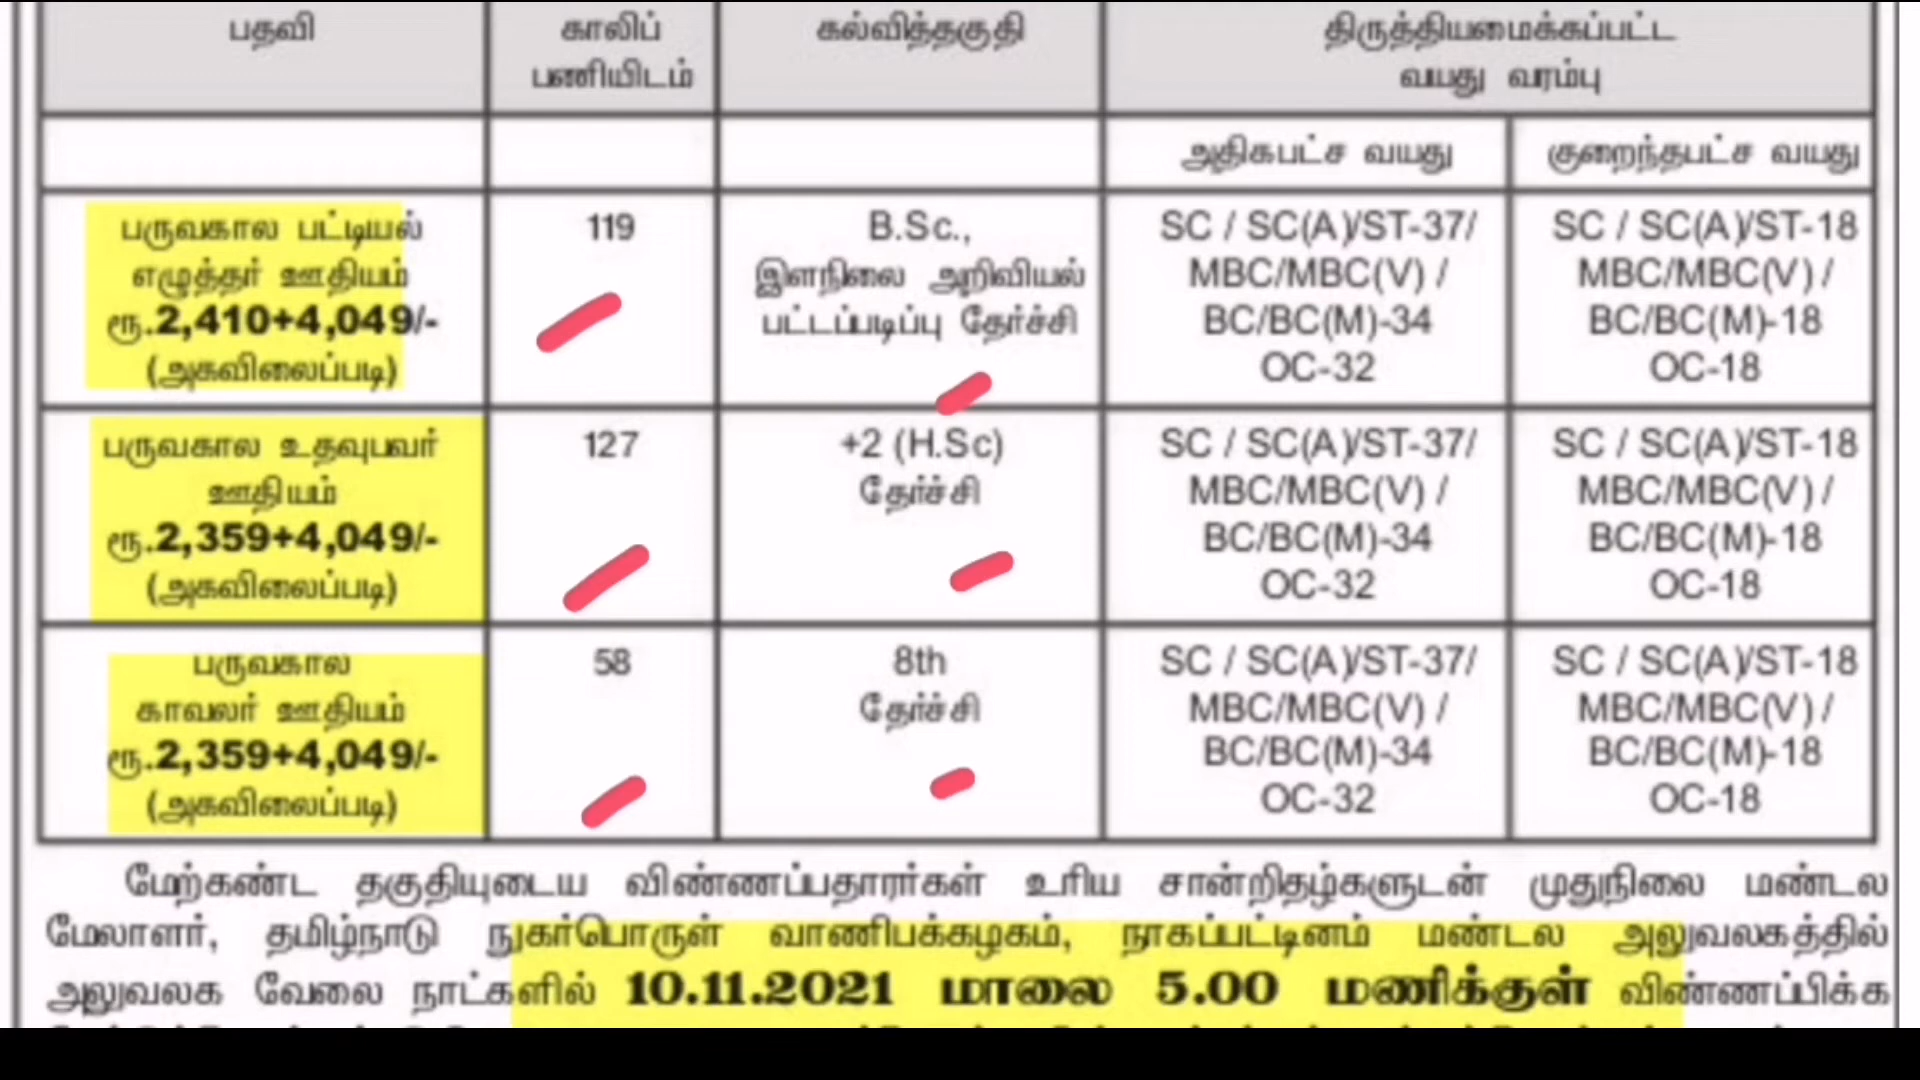 பதவி காலிப் கல்வித்தகுதி திருத்தியமைக்கப்பட்ட
பணியிடம் வயது வரம்பு
அதிகபட்ச வயது குறைந்தபட்ச வயது
பருவகால பட்டியல் 119 B.Sc., SC / SC(A)/ST-37/ SC / SC(A)/ST-18
எழுத்தர் ஊதியம் இளநிலை அறிவியல் MBC/MBC(V) / MBC/MBC(V) /
ரூ.2,410+4,049/- பட்டப்படிப்பு தேர்ச்சி BC/BC(M)-34 BC/BC(M)-18
(அகவிலைப்படி) OC-32 OC-18
பருவகால உதவுபவர் 127 +2 (H.Sc) SC / SC(A)/ST-37/ SC / SC(A)/ST-18
ஊதியம் தேர்ச்சி MBC/MBC(V) / MBC/MBC(V) /
ரூ.2,359+4,049/- BC/BC(M)-34 BC/BC(M)-18
(அகவிலைப்படி) OC-32 OC-18
பருவகால 58 8th SC / SC(A)/ST-37/ SC / SC(A)/ST-18
காவலர் ஊதியம் தேர்ச்சி MBC/MBC(V) / MBC/MBC(V) /
ரூ.2,359+4,049/- BC/BC(M)-34 BC/BC(M)-18
(அகவிலைப்படி) OC-32 OC-18
மேற்கண்ட தகுதியுடைய விண்ணப்பதாரர்கள் உரிய சான்றிதழ்களுடன் முதுநிலை மண்டல
மேலாளர், தமிழ்நாடு நுகர்பொருள் வாணிபக்கழகம், நாகப்பட்டினம் மண்டல அலுவலகத்தில்
அலுவலக வேலை நாட்களில் 10.11.2021 மாலை 5.00 மணிக்குள் விண்ணப்பிக்க